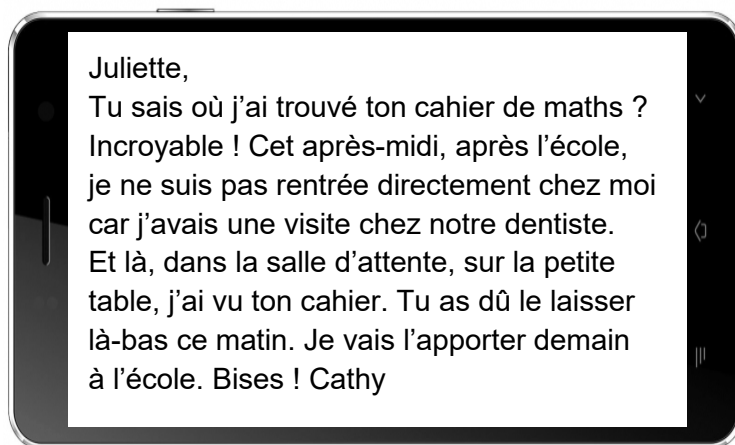 Juliette,
Tu sais où j'ai trouvé ton cahier de maths ?
Incroyable ! Cet après-midi, après l'école,
je ne suis pas rentrée directement chez moi
car j'avais une visite chez notre dentiste.
Et là, dans la salle d'attente, sur la petite
table, j'ai vu ton cahier. Tu as dû le laisser
là-bas ce matin. Je vais l'apporter demain
à l'école. Bises ! Cathy